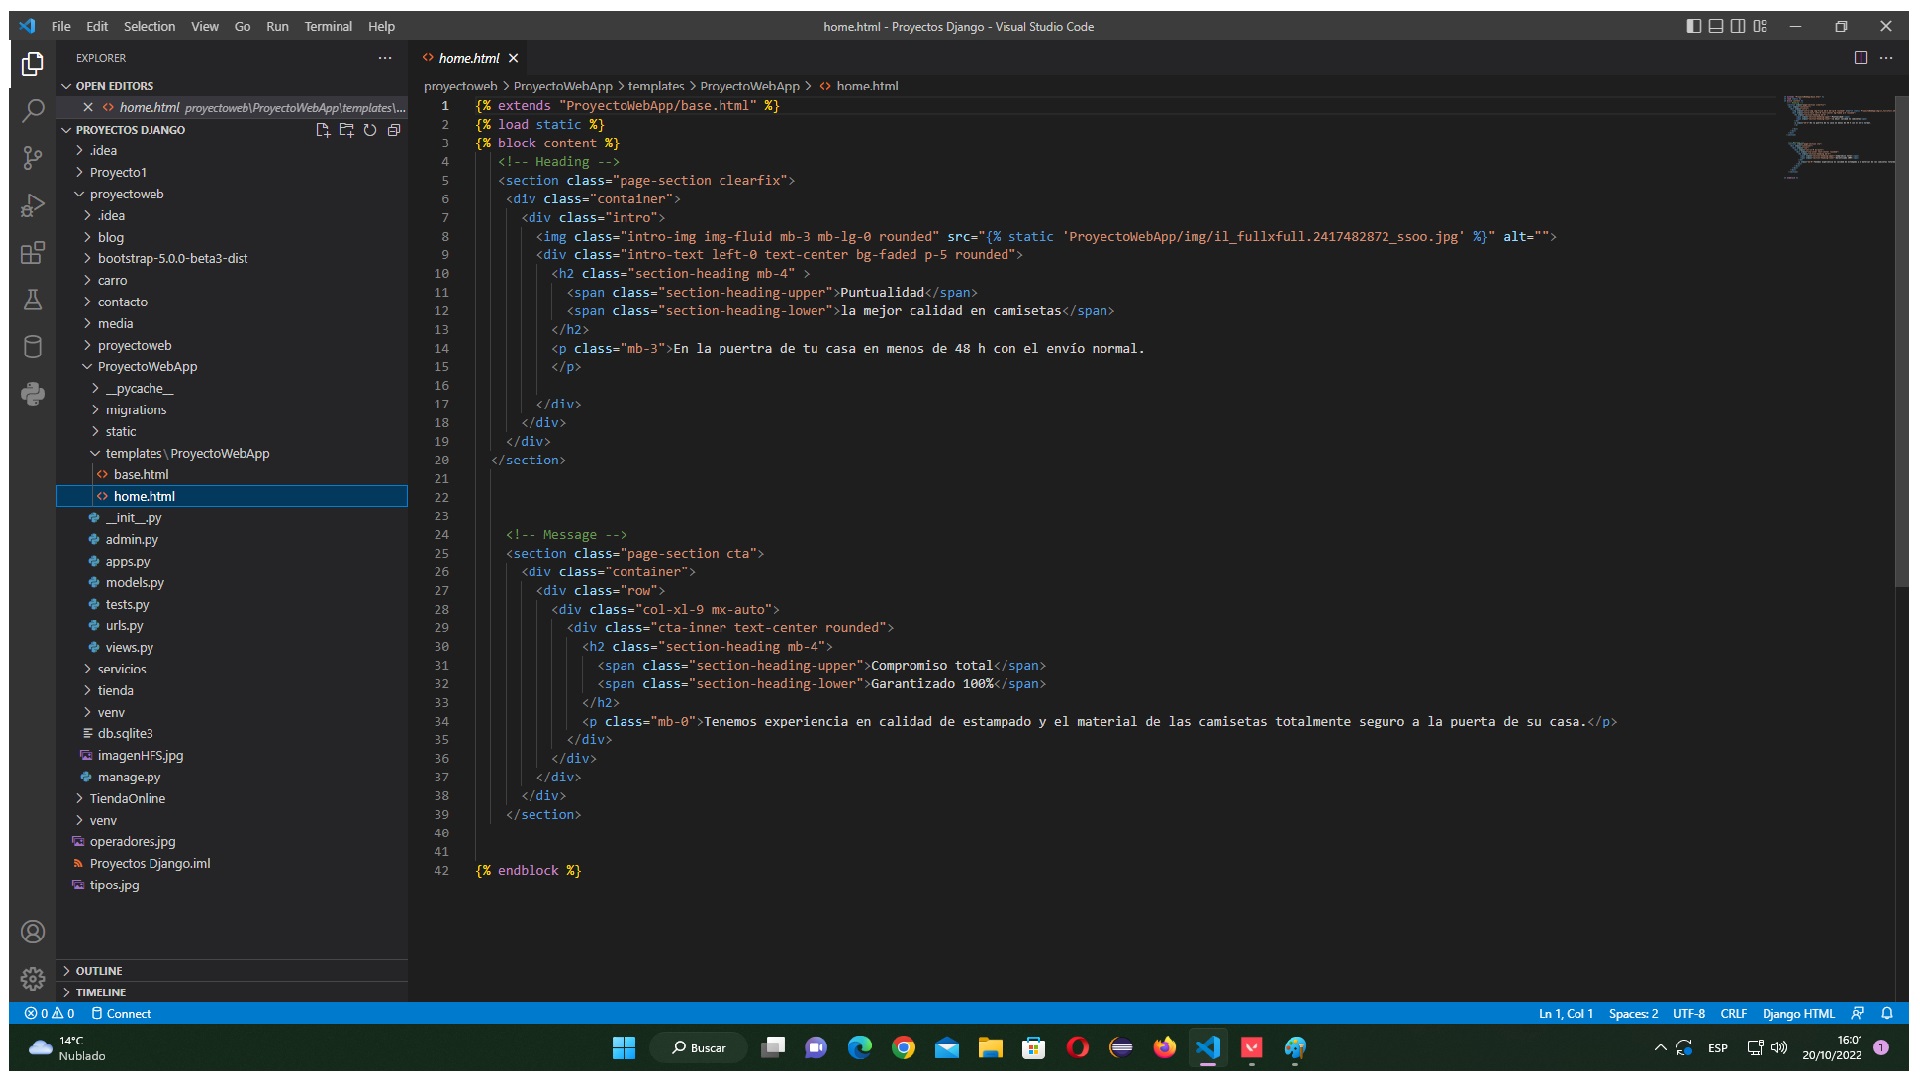 File Edit Selection View Go Run Terminal Help
home.html - Proyectos Django - Visual Studio Code
EXPLORER
OPEN EDITORS
home.html proyectoweb\ProyectoWebApp\templates\...
PROYECTOS DJANGO
.idea
Proyecto1
proyectoweb
.idea
blog
bootstrap-5.0.0-beta3-dist
carro
contacto
media
proyectoweb
ProyectoWebApp
__pycache__
migrations
static
templates\ProyectoWebApp
base.html
home.html
__init__.py
admin.py
apps.py
models.py
tests.py
urls.py
views.py
servicios
tienda
venv
db.sqlite3
imagenHFS.jpg
manage.py
TiendaOnline
venv
operadores.jpg
Proyectos Django.iml
tipos.jpg
OUTLINE
TIMELINE
home.html
proyectoweb > ProyectoWebApp > templates > ProyectoWebApp > home.html
1 {% extends "ProyectoWebApp/base.html" %}
2 {% load static %}
3 {% block content %}
4 <!-- Heading -->
5 <section class="page-section clearfix">
6 <div class="container">
7 <div class="intro">
8 <img class="intro-img img-fluid mb-3 mb-lg-0 rounded" src="{% static 'ProyectoWebApp/img/il_fullxfull.2417482872_ssoo.jpg' %}" alt="">
9 <div class="intro-text left-0 text-center bg-faded p-5 rounded">
10 <h2 class="section-heading mb-4" >
11 <span class="section-heading-upper">Puntualidad</span>
12 <span class="section-heading-lower">la mejor calidad en camisetas</span>
13 </h2>
14 <p class="mb-3">En la puertra de tu casa en menos de 48 h con el envío normal.
15 </p>
16
17 </div>
18 </div>
19 </div>
20 </section>
21
22
23
24 <!-- Message -->
25 <section class="page-section cta">
26 <div class="container">
27 <div class="row">
28 <div class="col-xl-9 mx-auto">
29 <div class="cta-inner text-center rounded">
30 <h2 class="section-heading mb-4">
31 <span class="section-heading-upper">Compromiso total</span>
32 <span class="section-heading-lower">Garantizado 100%</span>
33 </h2>
34 <p class="mb-0">Tenemos experiencia en calidad de estampado y el material de las camisetas totalmente seguro a la puerta de su casa.</p>
35 </div>
36 </div>
37 </div>
38 </div>
39 </section>
40
41
42 {% endblock %}
0 0 Connect
Ln 1, Col 1 Spaces: 2 UTF-8 CRLF Django HTML
14°C
Nublado
Buscar
ESP
16:01
20/10/2022
1